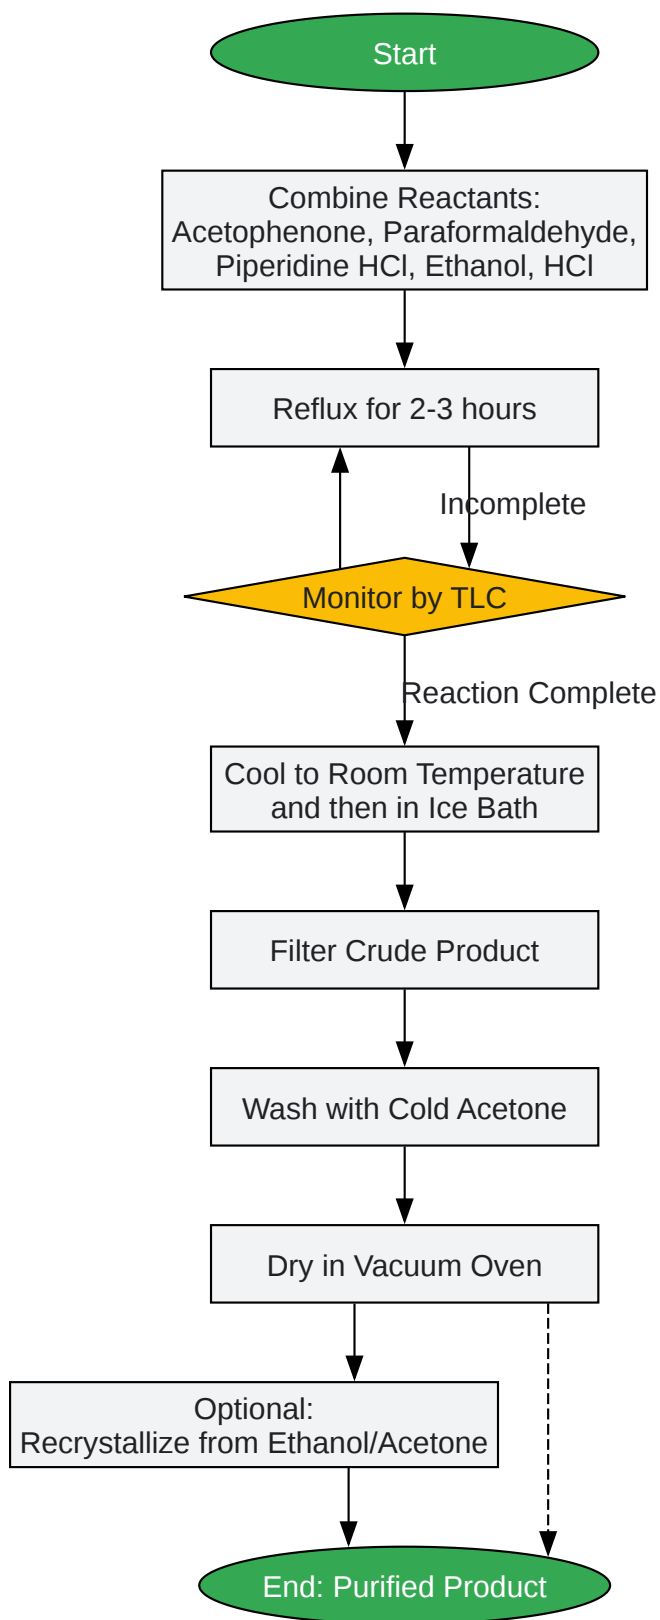 Start
Combine Reactants:
Acetophenone, Paraformaldehyde,
Piperidine HCl, Ethanol, HCl
Reflux for 2-3 hours
Incomplete
Monitor by TLC
Reaction Complete
Cool to Room Temperature
and then in Ice Bath
Filter Crude Product
Wash with Cold Acetone
Dry in Vacuum Oven
Optional:
Recrystallize from Ethanol/Acetone
End: Purified Product